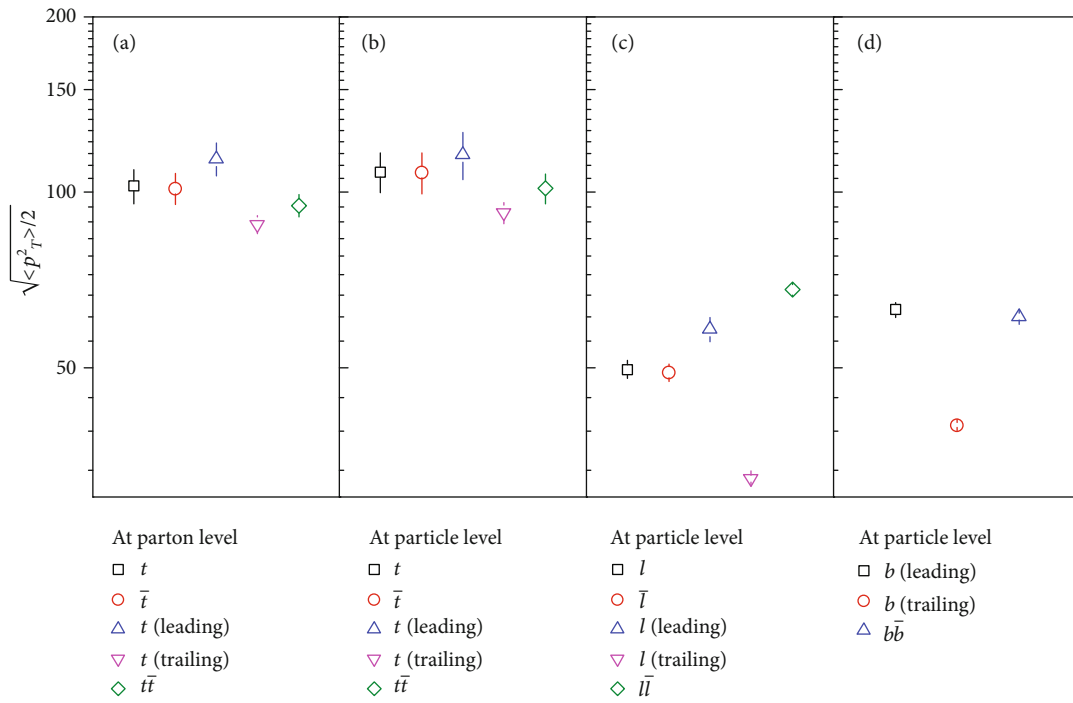 200
150
100
50
√<p²_T>/2
(a)
(b)
(c)
(d)
At parton level
t
t̅
t (leading)
t (trailing)
tt̅
At particle level
t
t̅
t (leading)
t (trailing)
tt̅
At particle level
l
l̅
l (leading)
l (trailing)
ll̅
At particle level
b (leading)
b (trailing)
bb̅